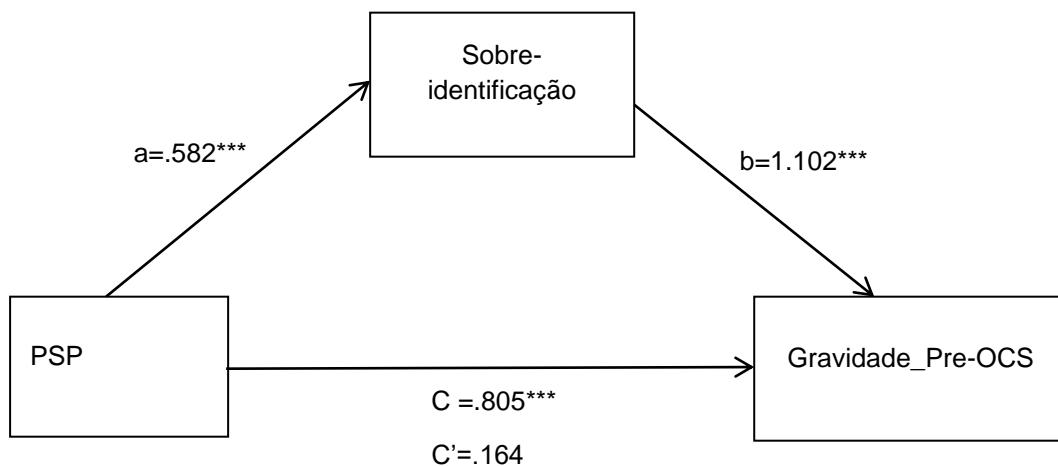 Sobre-
identificação
a=.582***
b=1.102***
PSP
Gravidade_Pre-OCS
C =.805***
C’=.164